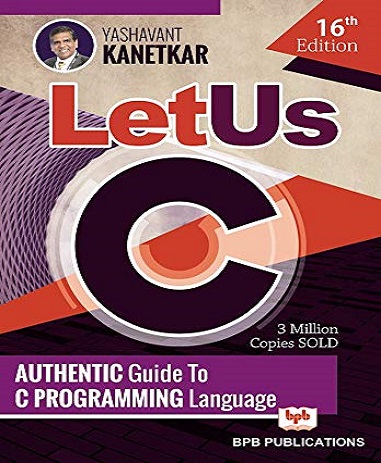 YASHAVANT
KANETKAR
16th
Edition
LetUs
C
3 Million
Copies SOLD
AUTHENTIC Guide To
C PROGRAMMING Language
bpb
BPB PUBLICATIONS